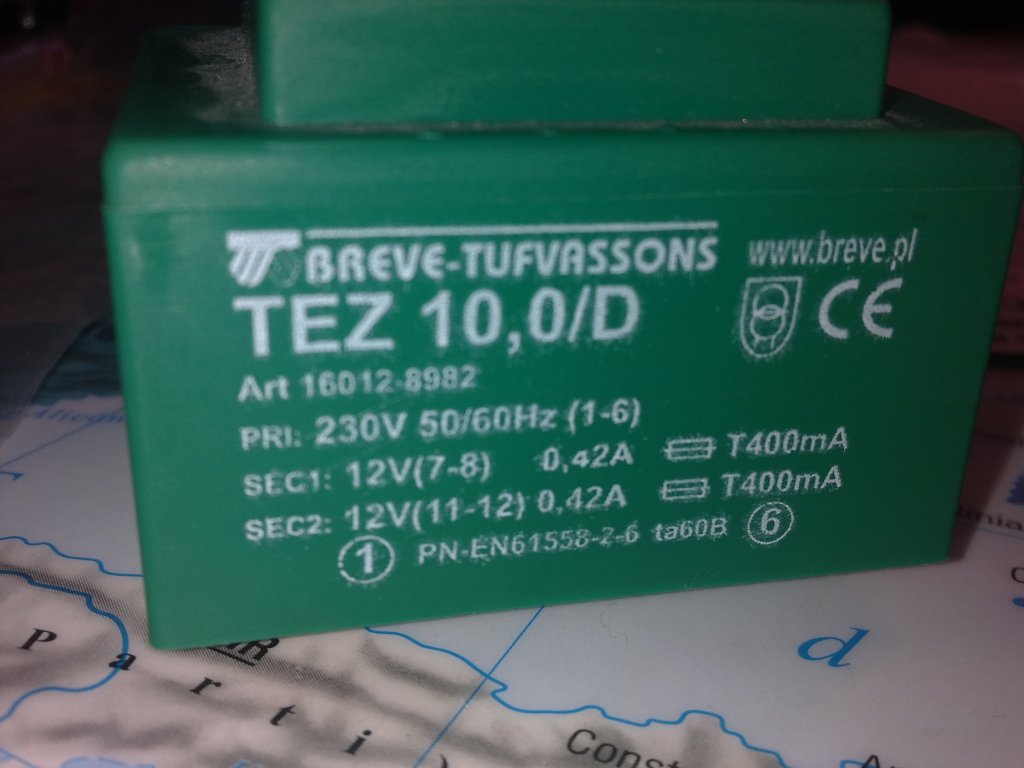 BREVE-TUFVASSONS
www.breve.pl
TEZ 10,0/D
CE
Art 16012-8982
PRI: 230V 50/60Hz (1-6)
SEC1: 12V(7-8) 0,42A T400mA
SEC2: 12V(11-12) 0,42A T400mA
1 PN-EN61558-2-6 ta60B 6
P a r t i
d
Const